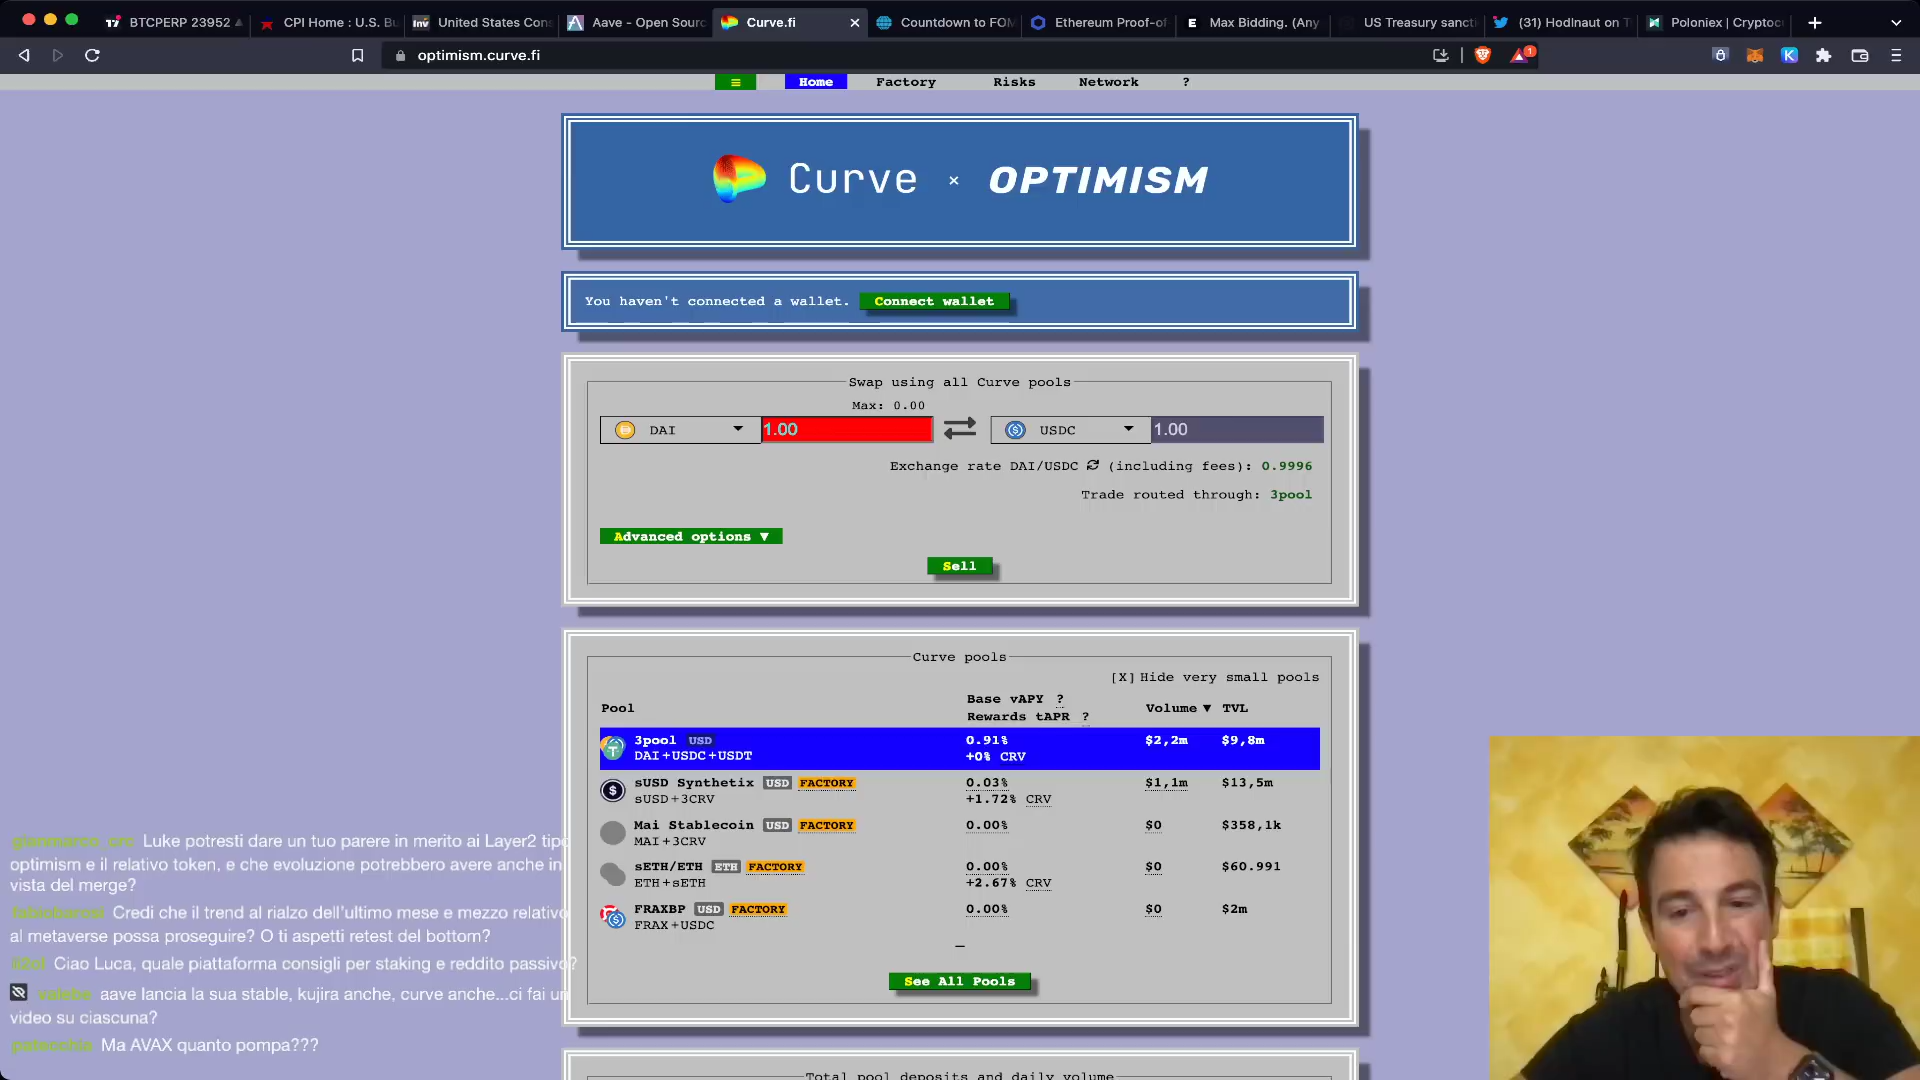 BTCPERP 23952
CPI Home : U.S. Bu
United States Cons
Aave - Open Sourc
Curve.fi
Countdown to FOM
Ethereum Proof-of-
Max Bidding. (Any
US Treasury sancti
(31) Hodlnaut on T
Poloniex | Cryptoc
optimism.curve.fi
1
Home Factory Risks Network ?
Curve × OPTIMISM
You haven't connected a wallet. Connect wallet
Swap using all Curve pools
Max: 0.00
DAI 1.00 USDC 1.00
Exchange rate DAI/USDC (including fees): 0.9996
Trade routed through: 3pool
Advanced options ▼
Sell
Curve pools
[X] Hide very small pools
Pool Base vAPY ? Volume ▼ TVL
Rewards tAPR ?
3pool USD 0.91% $2,2m $9,8m
DAI+USDC+USDT +0% CRV
sUSD Synthetix USD FACTORY 0.03% $1,1m $13,5m
sUSD+3CRV +1.72% CRV
Mai Stablecoin USD FACTORY 0.00% $0 $358,1k
MAI+3CRV
sETH/ETH ETH FACTORY 0.00% $0 $60.991
ETH+sETH +2.67% CRV
FRAXBP USD FACTORY 0.00% $0 $2m
FRAX+USDC
See All Pools
Total pool deposits and daily volume
Luke potresti dare un tuo parere in merito ai Layer2 tipo
optimism e il relativo token, e che evoluzione potrebbero avere anche in
vista del merge?
Credi che il trend al rialzo dell'ultimo mese e mezzo relativo
al metaverse possa proseguire? O ti aspetti retest del bottom?
Ciao Luca, quale piattaforma consigli per staking e reddito passivo?
aave lancia la sua stable, kujira anche, curve anche...ci fai un
video su ciascuna?
Ma AVAX quanto pompa???